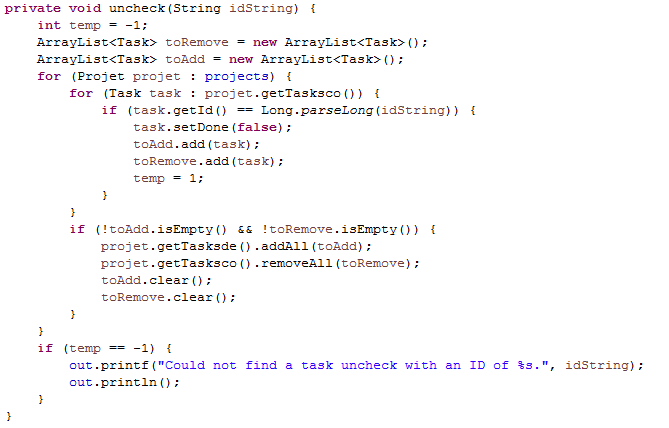 private void uncheck(String idString) {
    int temp = -1;
    ArrayList<Task> toRemove = new ArrayList<Task>();
    ArrayList<Task> toAdd = new ArrayList<Task>();
    for (Projet projet : projects) {
        for (Task task : projet.getTasksco()) {
            if (task.getId() == Long.parseLong(idString)) {
                task.setDone(false);
                toAdd.add(task);
                toRemove.add(task);
                temp = 1;
            }
        }
        if (!toAdd.isEmpty() && !toRemove.isEmpty()) {
            projet.getTasksde().addAll(toAdd);
            projet.getTasksco().removeAll(toRemove);
            toAdd.clear();
            toRemove.clear();
        }
    }
    if (temp == -1) {
        out.printf("Could not find a task uncheck with an ID of %s.", idString);
        out.println();
    }
}